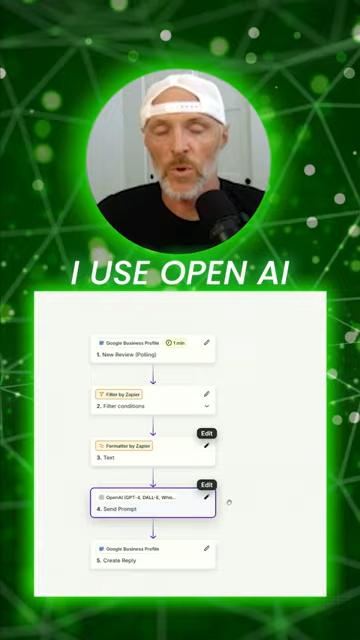 I USE OPEN AI
Google Business Profile 1 min
1. New Review (Polling)
Filter by Zapier
2. Filter conditions
Edit
Formatter by Zapier
3. Text
Edit
OpenAI (GPT-4, DALL-E, Whis...
4. Send Prompt
Google Business Profile
5. Create Reply